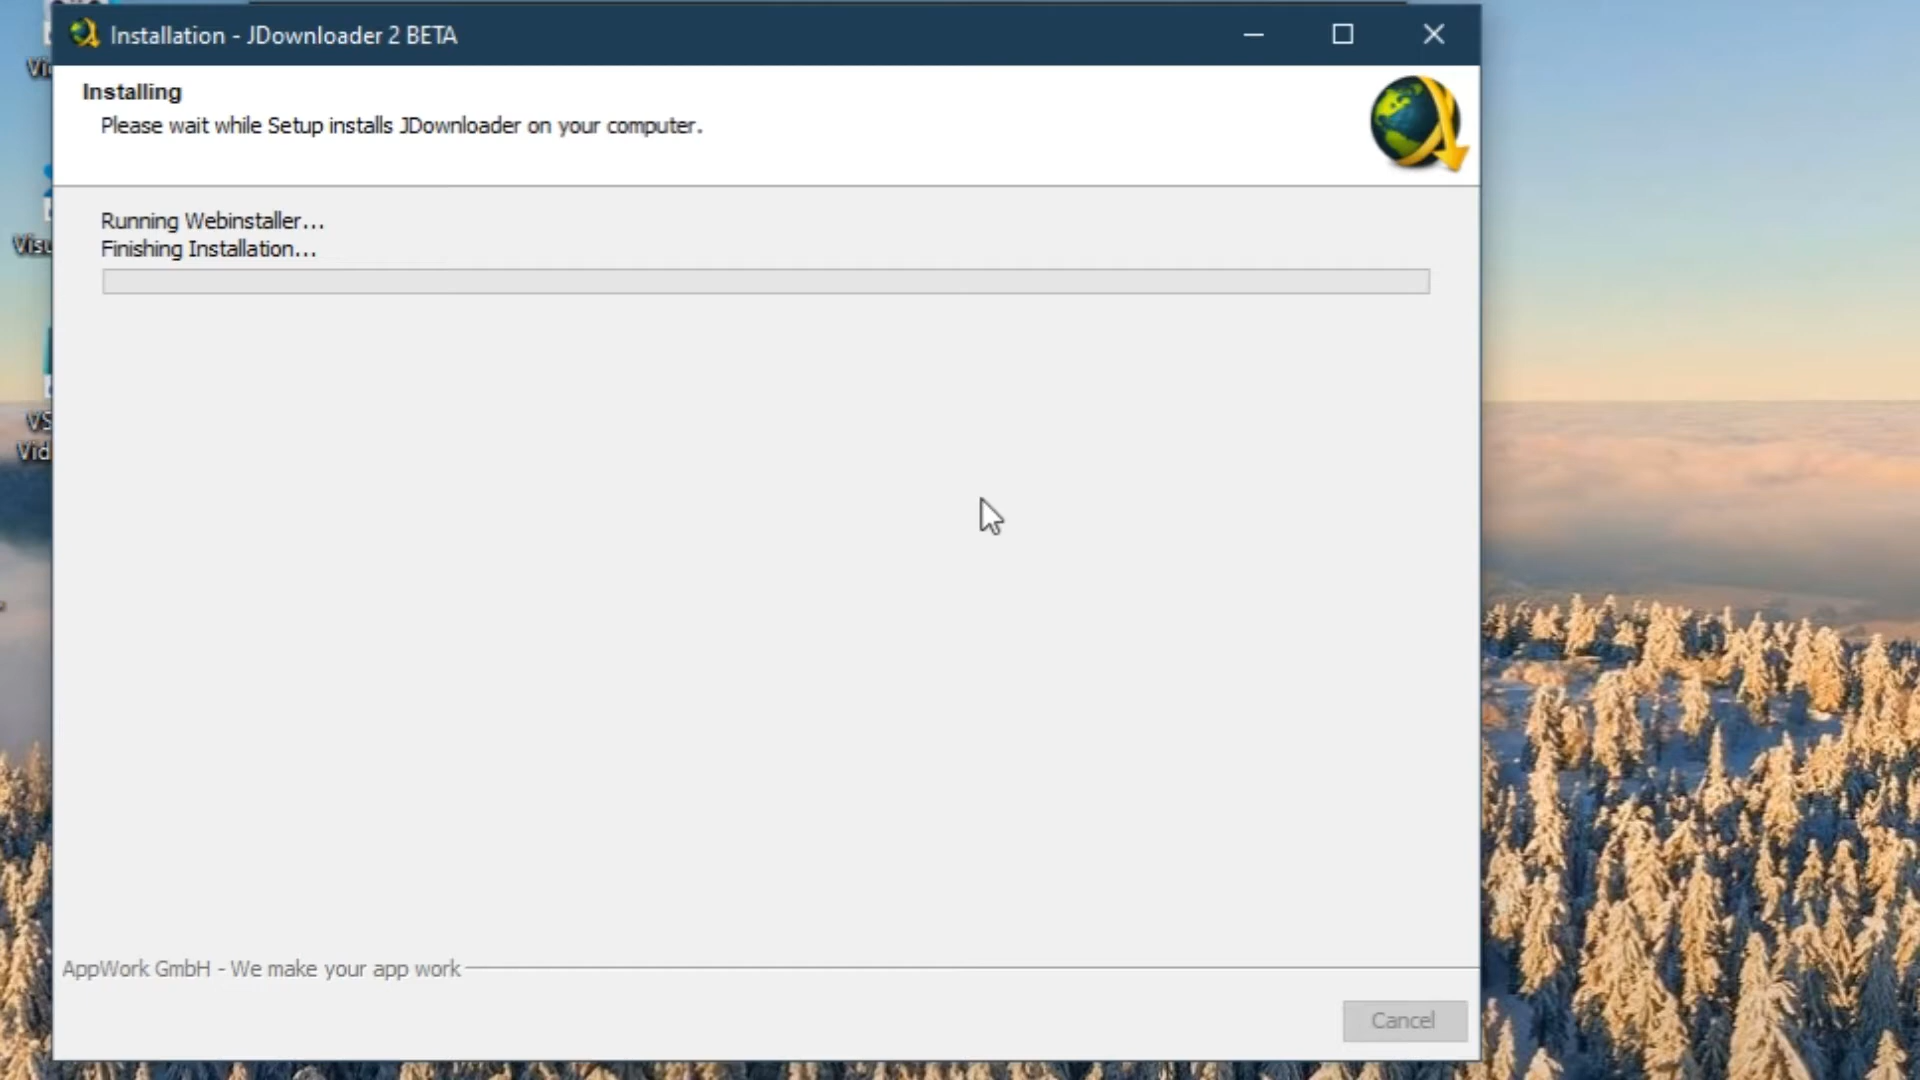 Installation - JDownloader 2 BETA
Installing
Please wait while Setup installs JDownloader on your computer.
Running Webinstaller...
Finishing Installation...
AppWork GmbH - We make your app work
Cancel